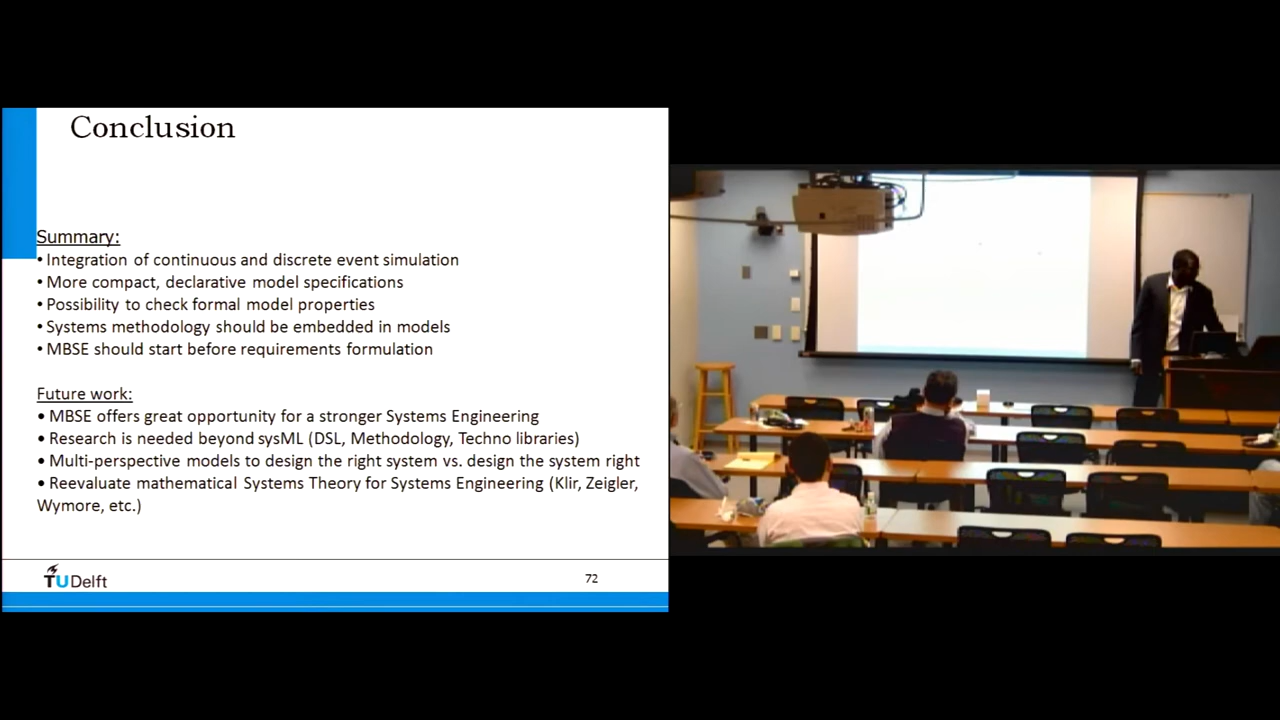 Conclusion
Summary:
• Integration of continuous and discrete event simulation
• More compact, declarative model specifications
• Possibility to check formal model properties
• Systems methodology should be embedded in models
• MBSE should start before requirements formulation
Future work:
• MBSE offers great opportunity for a stronger Systems Engineering
• Research is needed beyond sysML (DSL, Methodology, Techno libraries)
• Multi-perspective models to design the right system vs. design the system right
• Reevaluate mathematical Systems Theory for Systems Engineering (Klir, Zeigler,
Wymore, etc.)
TUDelft
72